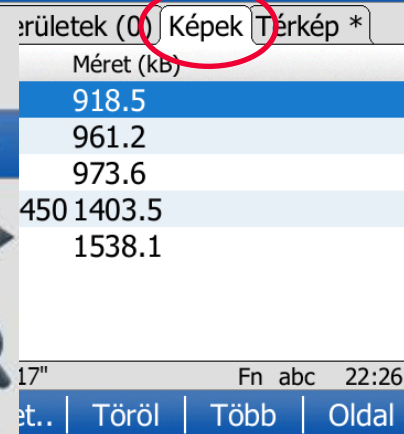 erületek (0) Képek Térkép *
Méret (kB)
918.5
961.2
973.6
450 1403.5
1538.1
17" Fn abc 22:26
et.. Töröl Több Oldal